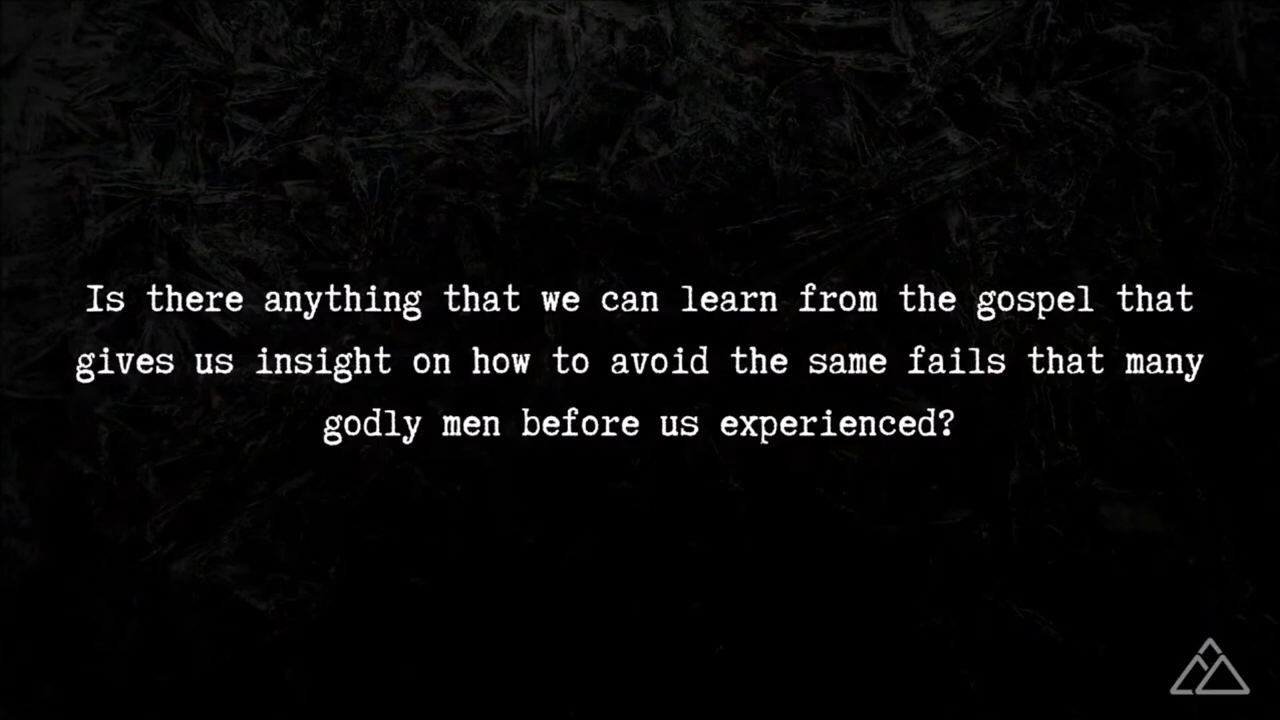 Is there anything that we can learn from the gospel that
gives us insight on how to avoid the same fails that many
godly men before us experienced?